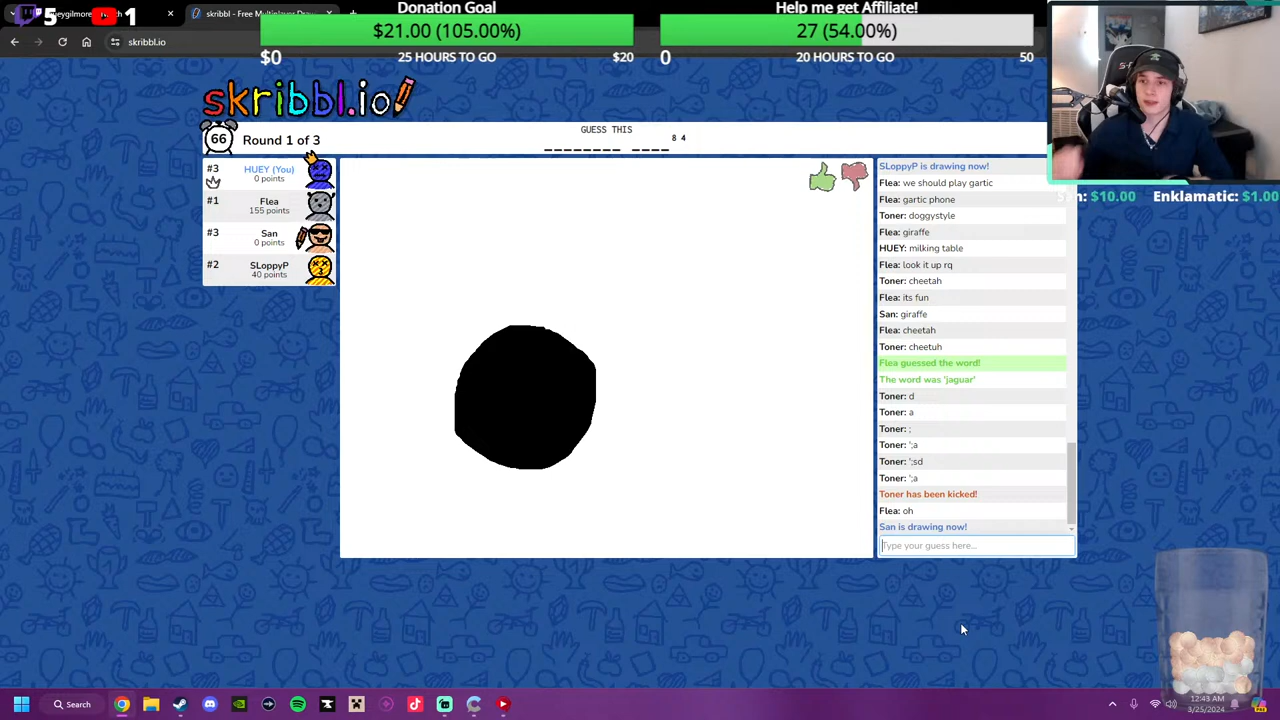 5
1
eygilmore
skribbl - Free Multiplayer Draw
Donation Goal
$21.00 (105.00%)
$0
25 HOURS TO GO
$20
Help me get Affiliate!
27 (54.00%)
0
20 HOURS TO GO
50
skribbl.io
skribbl.io
66
Round 1 of 3
GUESS THIS
________ ____ 8 4
#3
HUEY (You)
0 points
#1
Flea
155 points
#3
San
0 points
#2
SLoppyP
40 points
SLoppyP is drawing now!
Flea: we should play gartic
Flea: gartic phone
Toner: doggystyle
Flea: giraffe
HUEY: milking table
Flea: look it up rq
Toner: cheetah
Flea: its fun
San: giraffe
Flea: cheetah
Toner: cheetuh
Flea guessed the word!
The word was 'jaguar'
Toner: d
Toner: a
Toner: ;
Toner: ';a
Toner: ';sd
Toner: ';a
Toner has been kicked!
Flea: oh
San is drawing now!
Type your guess here...
$10.00 Enklamatic: $1.00
Search
12:43 AM
3/25/2024